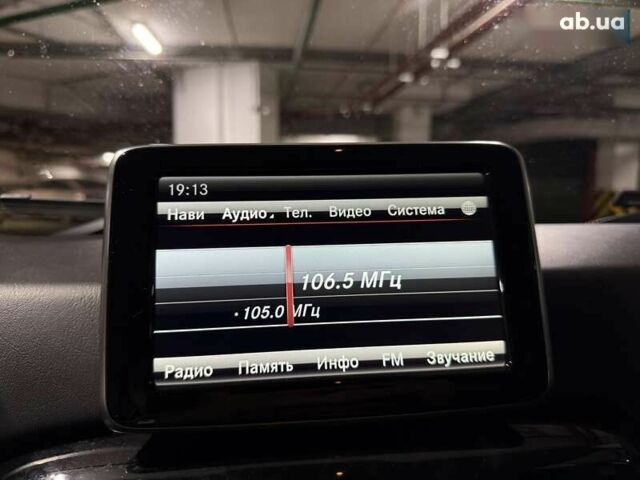 ab.ua
19:13
Нави Аудио Тел. Видео Система
106.5 МГц
• 105.0 МГц
Радио Память Инфо FM Звучание